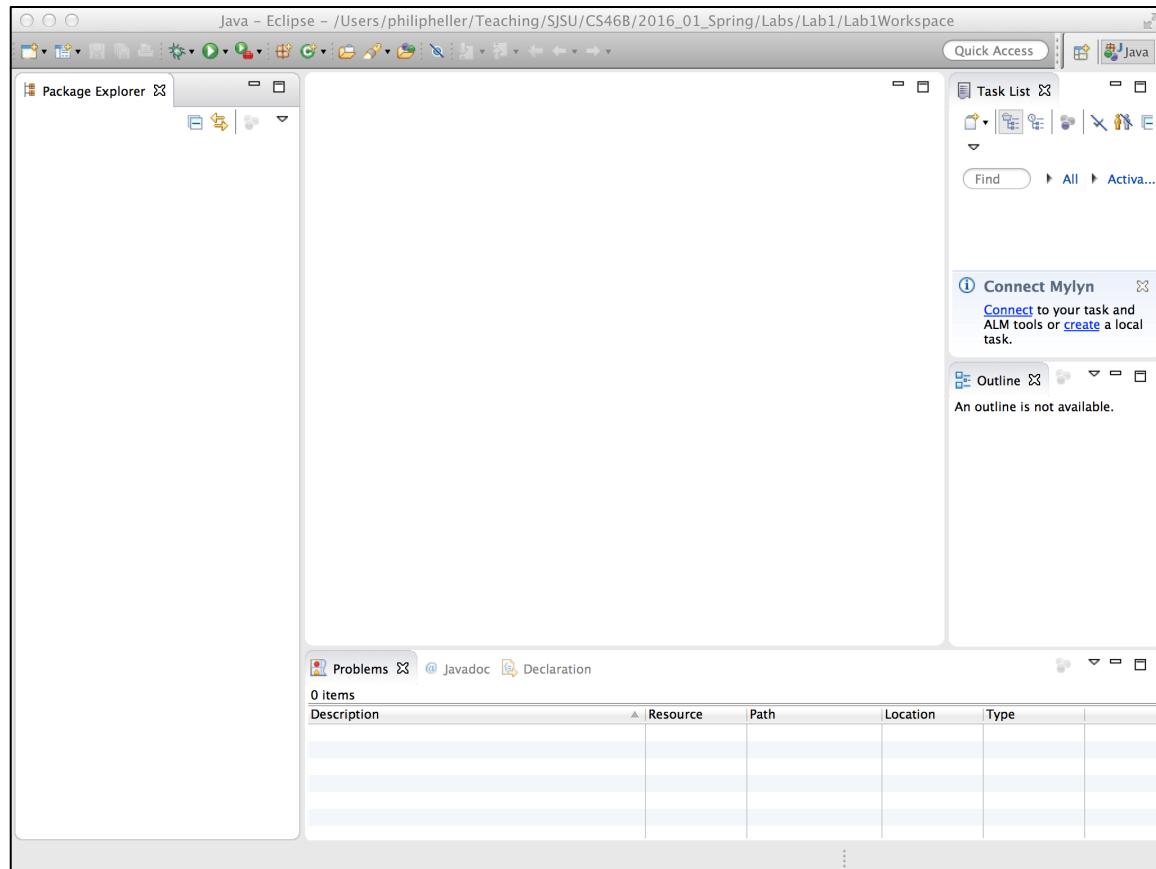 Java – Eclipse – /Users/philipheller/Teaching/SJSU/CS46B/2016_01_Spring/Labs/Lab1/Lab1Workspace
Quick Access
Java
Package Explorer
Task List
Find
All
Activa...
Connect Mylyn
Connect to your task and
ALM tools or create a local
task.
Outline
An outline is not available.
Problems @ Javadoc Declaration
0 items
Description Resource Path Location Type